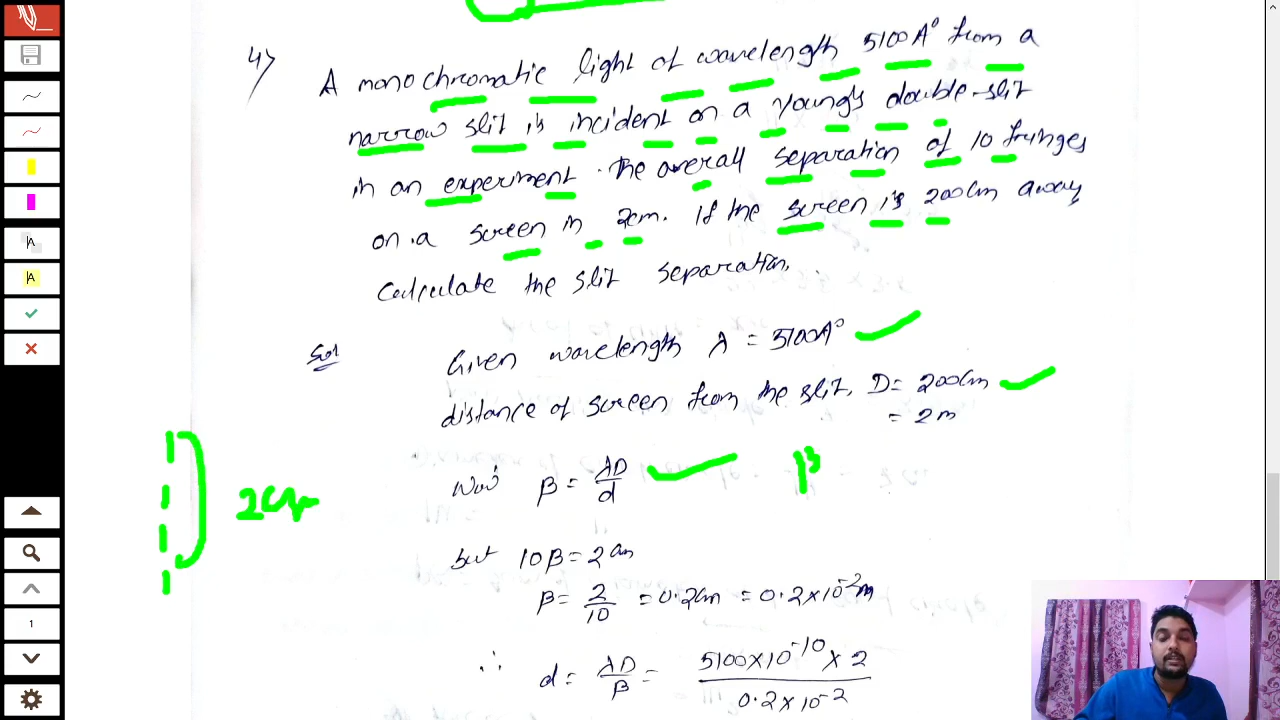 4)
A monochromatic light of wavelength 5100A° from a
narrow slit is incident on a young's double-slit
in an experiment. The overall separation of 10 fringes
on a screen in 2cm. If the screen is 200cm away
calculate the slit separation.
Sol
Given wavelength λ = 5100A°
distance of screen from the slit, D = 200cm
= 2m
Now β = λD/d
β
2cm
but 10β = 2cm
β = 2/10 = 0.2cm = 0.2×10⁻²m
∴ d = λD/β = 5100×10⁻¹⁰×2 / 0.2×10⁻²
A
A
1